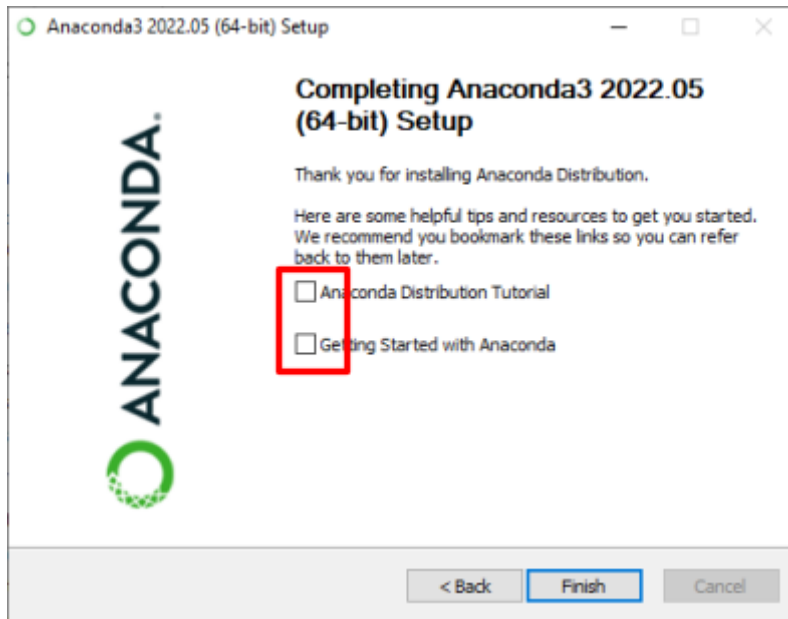 Anaconda3 2022.05 (64-bit) Setup
ANACONDA.
Completing Anaconda3 2022.05
(64-bit) Setup
Thank you for installing Anaconda Distribution.
Here are some helpful tips and resources to get you started.
We recommend you bookmark these links so you can refer
back to them later.
Anaconda Distribution Tutorial
Getting Started with Anaconda
< Back
Finish
Cancel